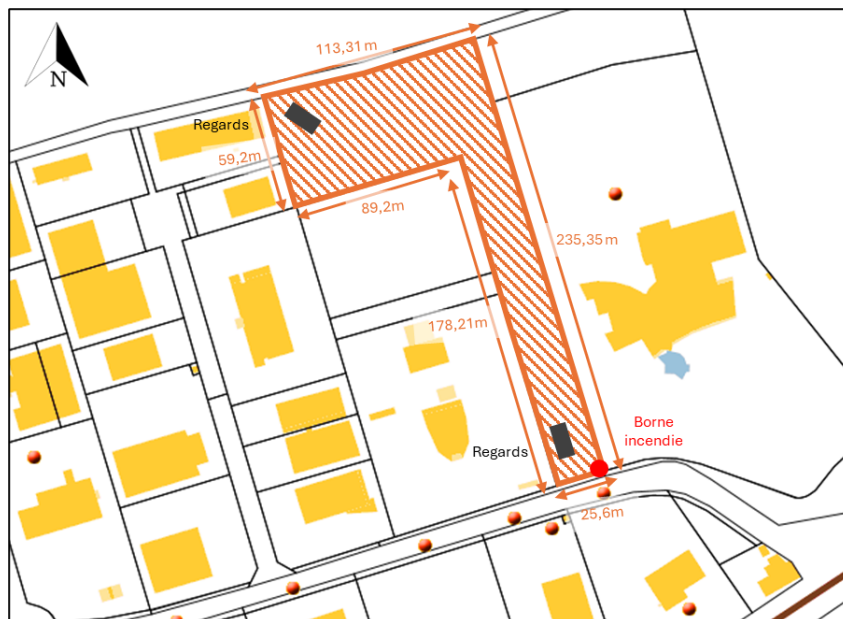 113,31m
N
Regards
59,2m
89,2m
235,35m
178,21m
Borne
incendie
Regards
25,6m